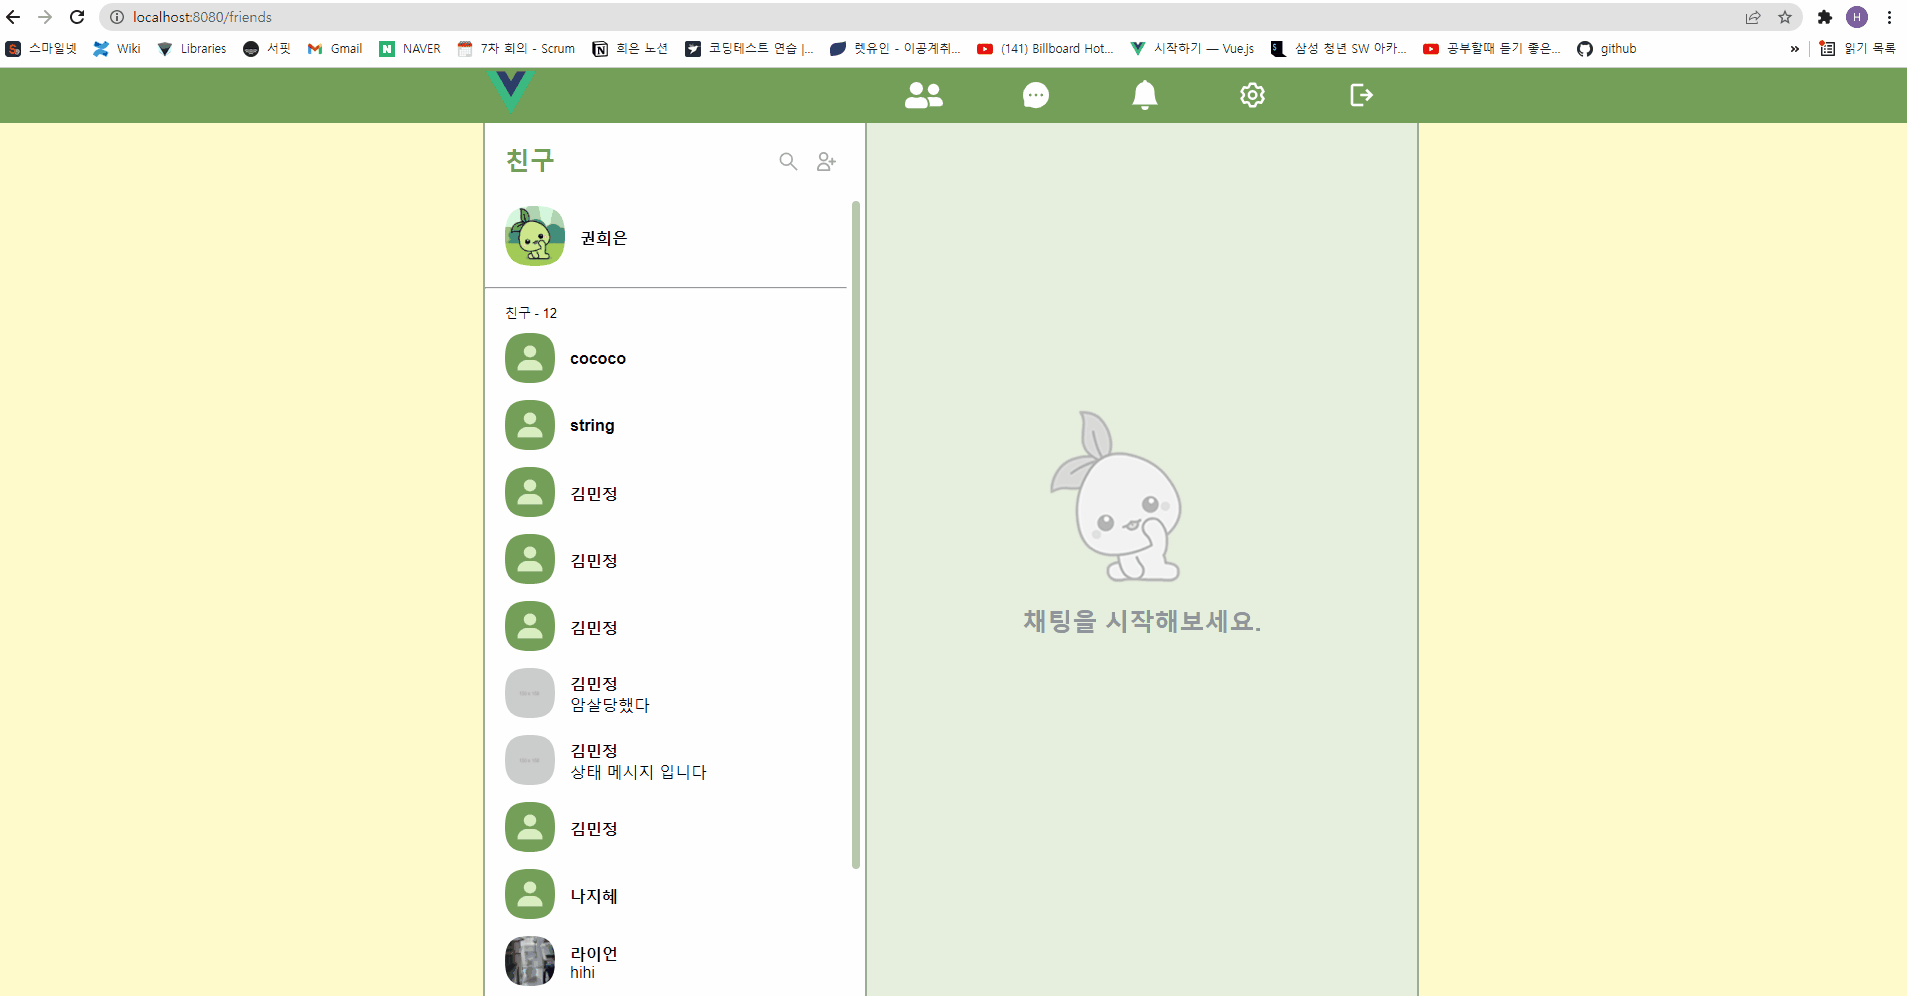 localhost:8080/friends
H
스마일넷 Wiki Libraries 서핏 Gmail NAVER 7차 회의 - Scrum 희은 노션 코딩테스트 연습 |... 렛유인 - 이공계취... (141) Billboard Hot... 시작하기 — Vue.js 삼성 청년 SW 아카... 공부할때 듣기 좋은... github » 읽기 목록
친구
권희은
친구 - 12
cococo
string
김민정
김민정
김민정
김민정
암살당했다
김민정
상태 메시지 입니다
김민정
나지혜
라이언
hihi
채팅을 시작해보세요.